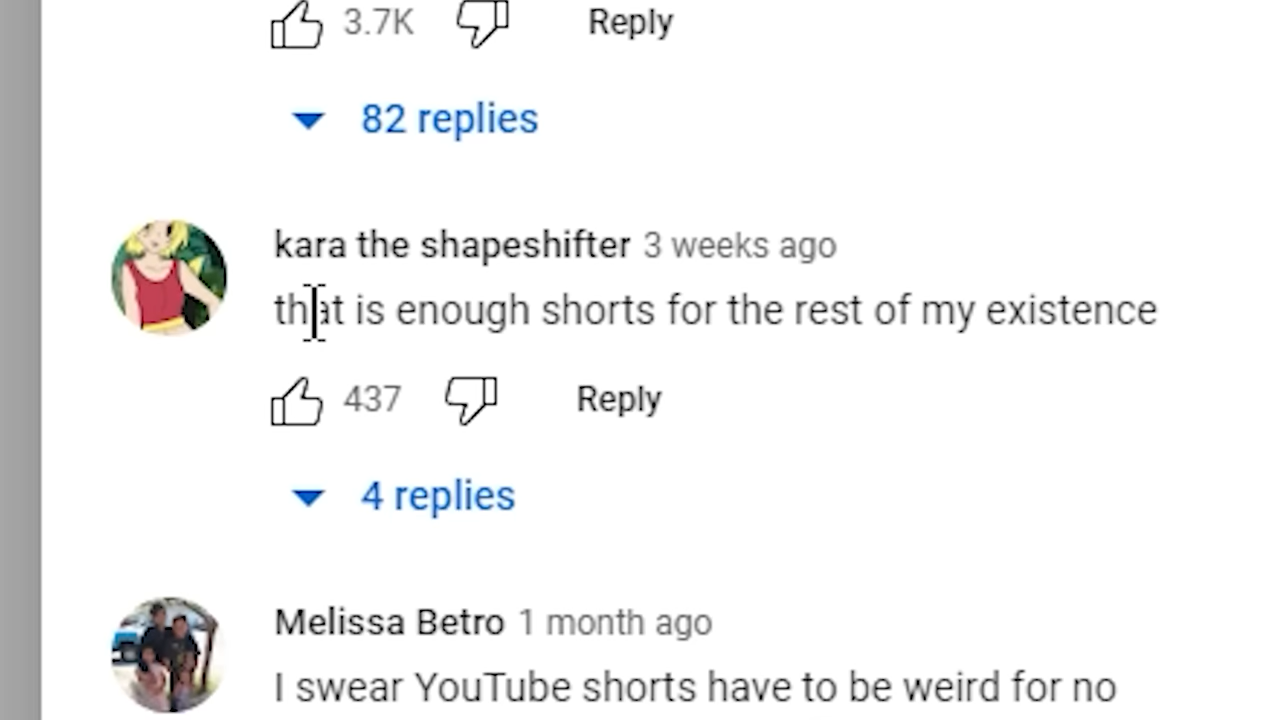 3.7K Reply
82 replies
kara the shapeshifter 3 weeks ago
that is enough shorts for the rest of my existence
437 Reply
4 replies
Melissa Betro 1 month ago
I swear YouTube shorts have to be weird for no